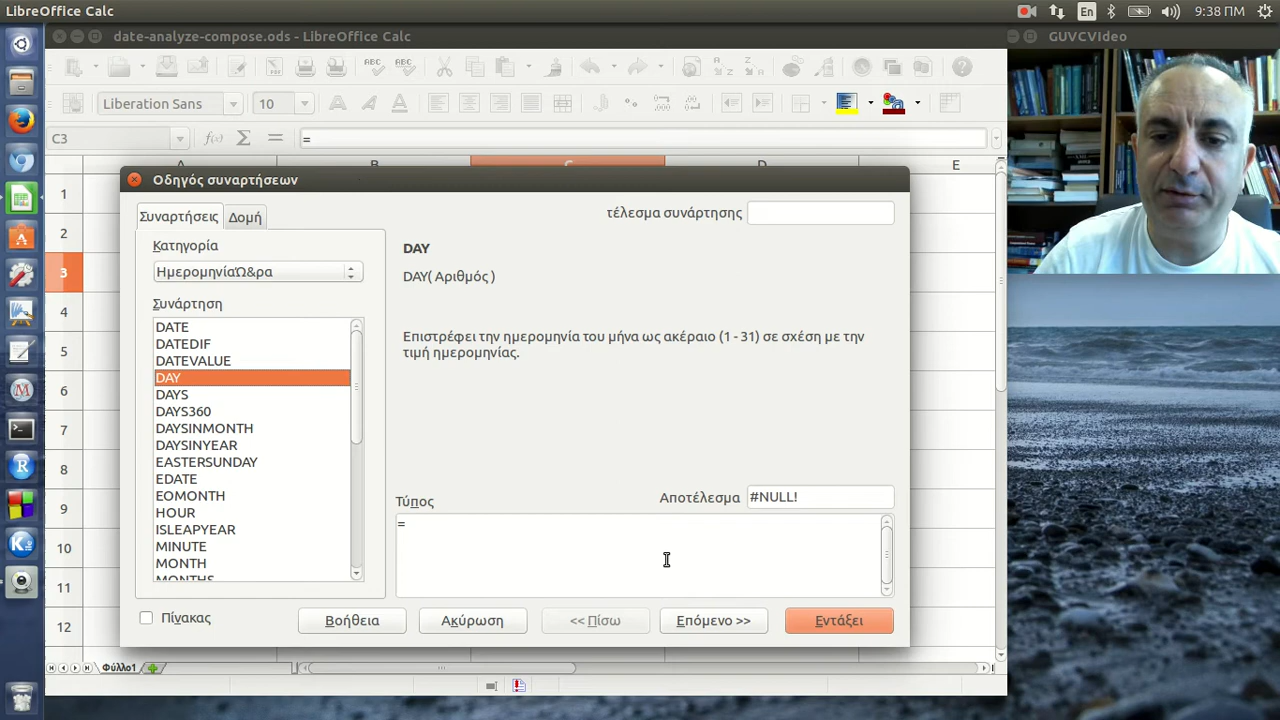 LibreOffice Calc
En
9:38 ΠΜ
date-analyze-compose.ods - LibreOffice Calc
GUVCVIdeo
Liberation Sans
10
C3
=
A
B
C
D
E
1
2
3
4
5
6
7
8
9
10
11
12
Οδηγός συναρτήσεων
Συναρτήσεις
Δομή
τέλεσμα συνάρτησης
Κατηγορία
ΗμερομηνίαΏ&ρα
Συνάρτηση
DATE
DATEDIF
DATEVALUE
DAY
DAYS
DAYS360
DAYSINMONTH
DAYSINYEAR
EASTERSUNDAY
EDATE
EOMONTH
HOUR
ISLEAPYEAR
MINUTE
MONTH
MONTHS
DAY
DAY( Αριθμός )
Επιστρέφει την ημερομηνία του μήνα ως ακέραιο (1 - 31) σε σχέση με την
τιμή ημερομηνίας.
Τύπος
Αποτέλεσμα
#NULL!
=
Πίνακας
Βοήθεια
Ακύρωση
<< Πίσω
Επόμενο >>
Εντάξει
Φύλλο1